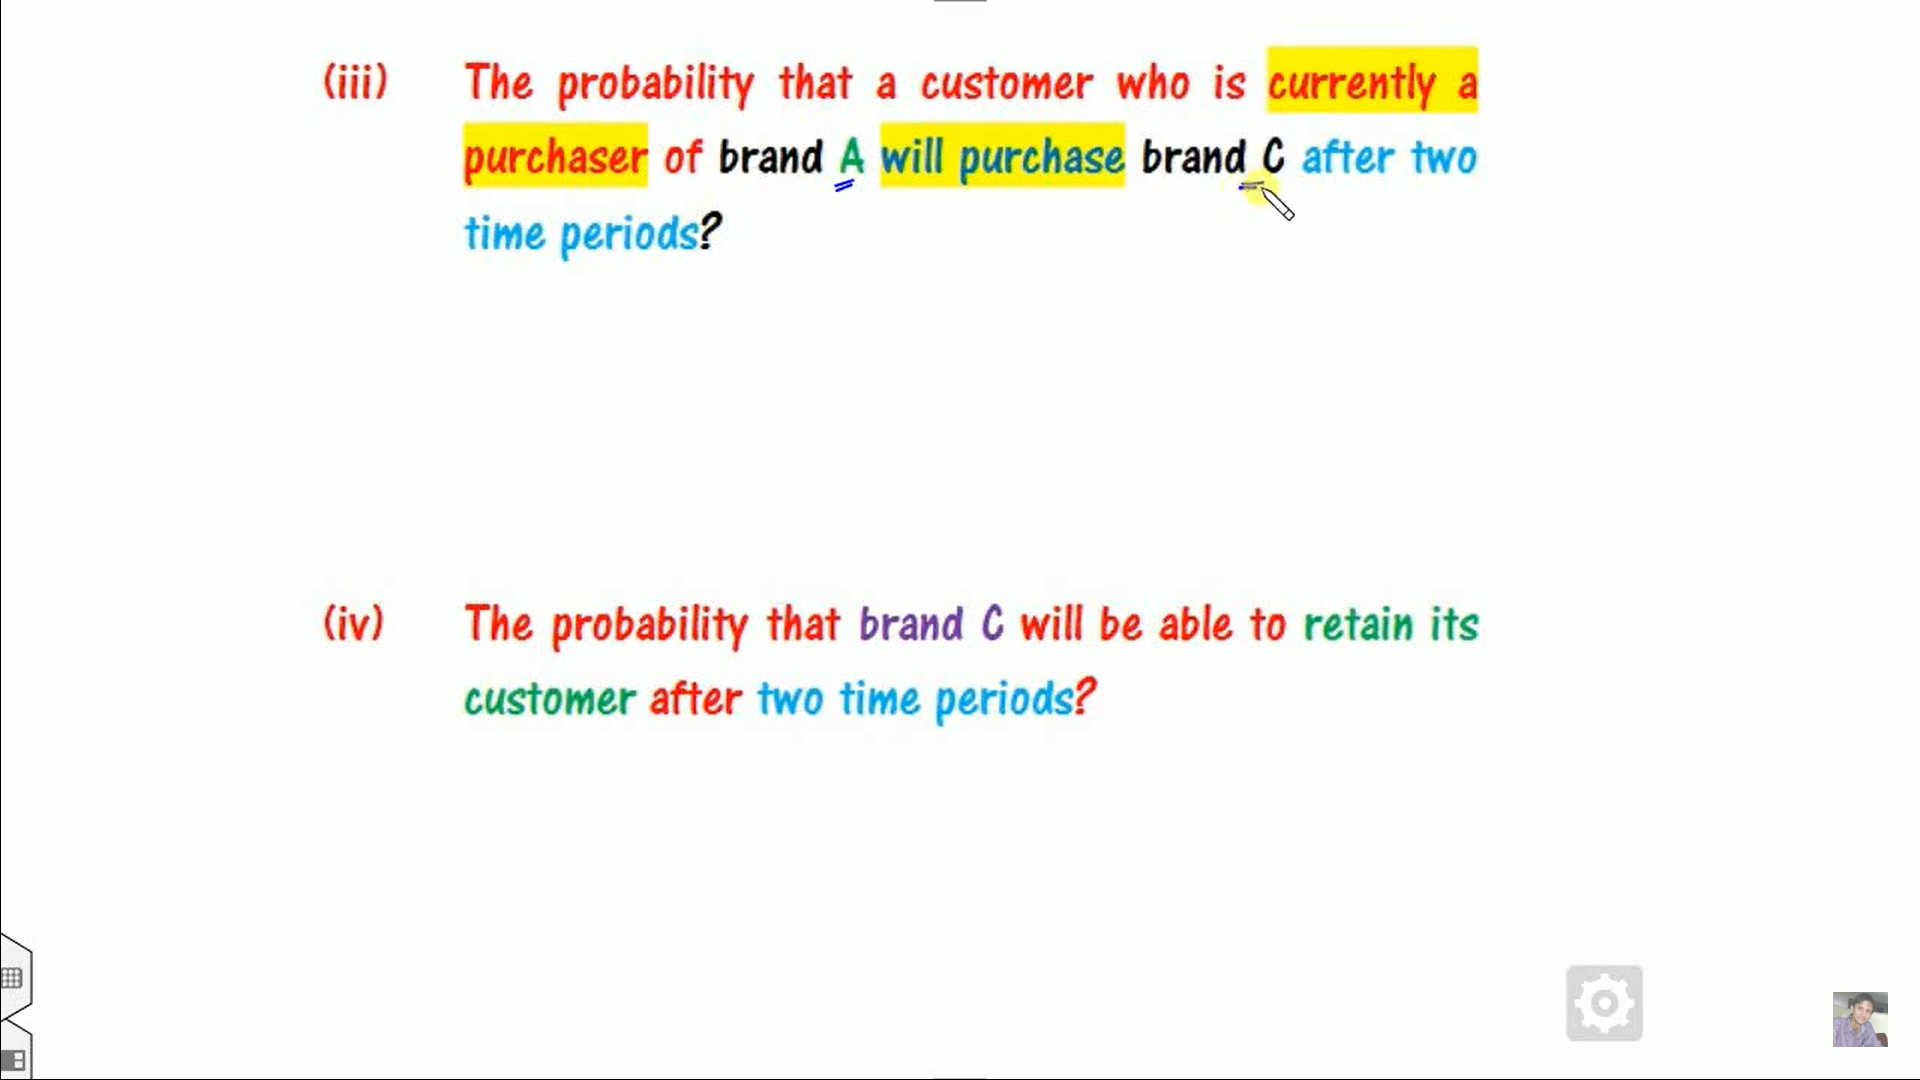 (iii) The probability that a customer who is currently a
purchaser of brand A will purchase brand C after two
time periods?
(iv) The probability that brand C will be able to retain its
customer after two time periods?